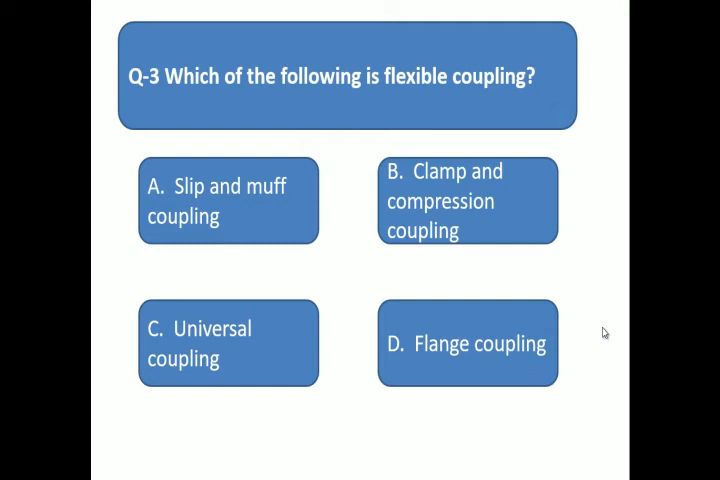 Q-3 Which of the following is flexible coupling?
A. Slip and muff
coupling
B. Clamp and
compression
coupling
C. Universal
coupling
D. Flange coupling